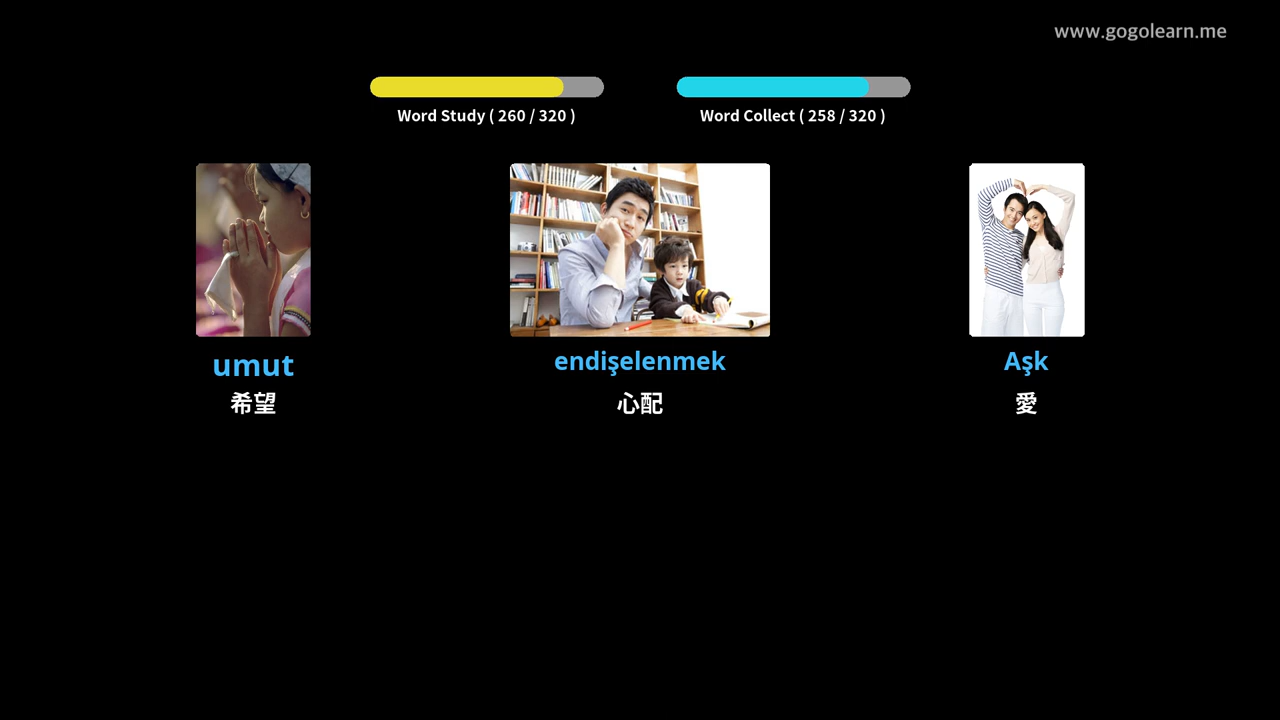 www.gogolearn.me
Word Study ( 260 / 320 )
Word Collect ( 258 / 320 )
umut
希望
endişelenmek
心配
Aşk
愛